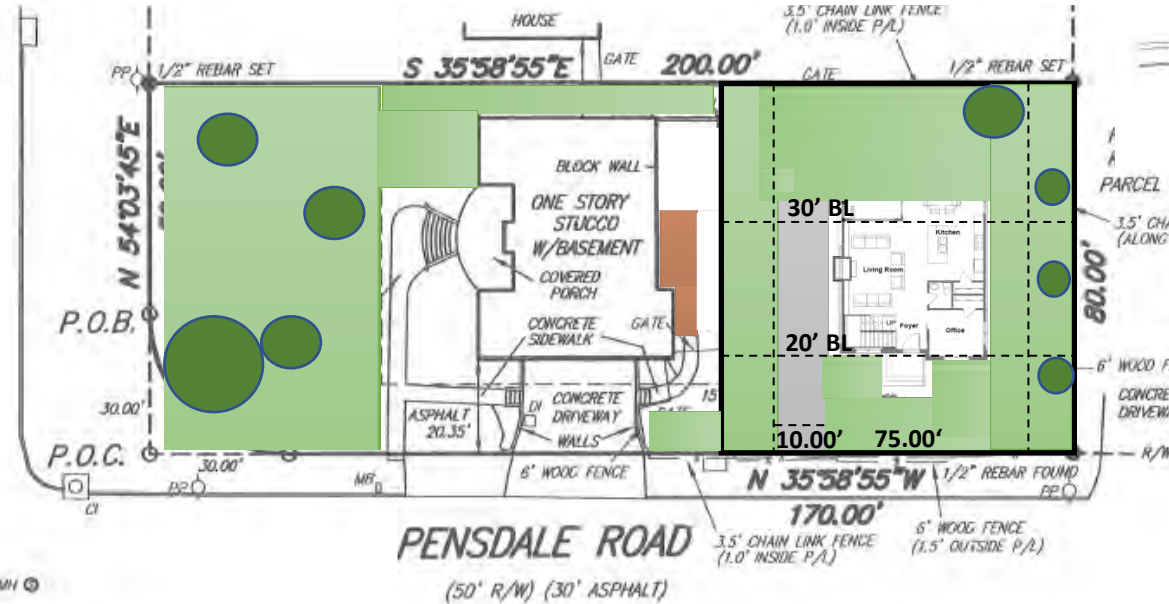 HOUSE
3.5' CHAIN LINK FENCE
(1.0' INSIDE P/L)
PP
1/2" REBAR SET
S 35°58'55"E
GATE
200.00'
GATE
1/2" REBAR SET
N 54°03'45"E
BLOCK WALL
ONE STORY
STUCCO
W/BASEMENT
COVERED
PORCH
CONCRETE
SIDEWALK
GATE
PARCEL
3.5' CHA
(ALONG
80.00'
30' BL
Kitchen
Living Room
UP
Foyer
Office
20' BL
P.O.B.
30.00'
P.O.C.
30.00'
ASPHALT
20.35'
DI
CONCRETE
DRIVEWAY
WALLS
15'
10.00'
75.00'
6' WOOD F
CONCRE
DRIVEW
R/W
MB
6' WOOD FENCE
N 35°58'55"W
1/2" REBAR FOUND
PP
CI
PP
170.00'
PENSDALE ROAD
3.5' CHAIN LINK FENCE
(1.0' INSIDE P/L)
6' WOOD FENCE
(1.5' OUTSIDE P/L)
(50' R/W) (30' ASPHALT)
MH S